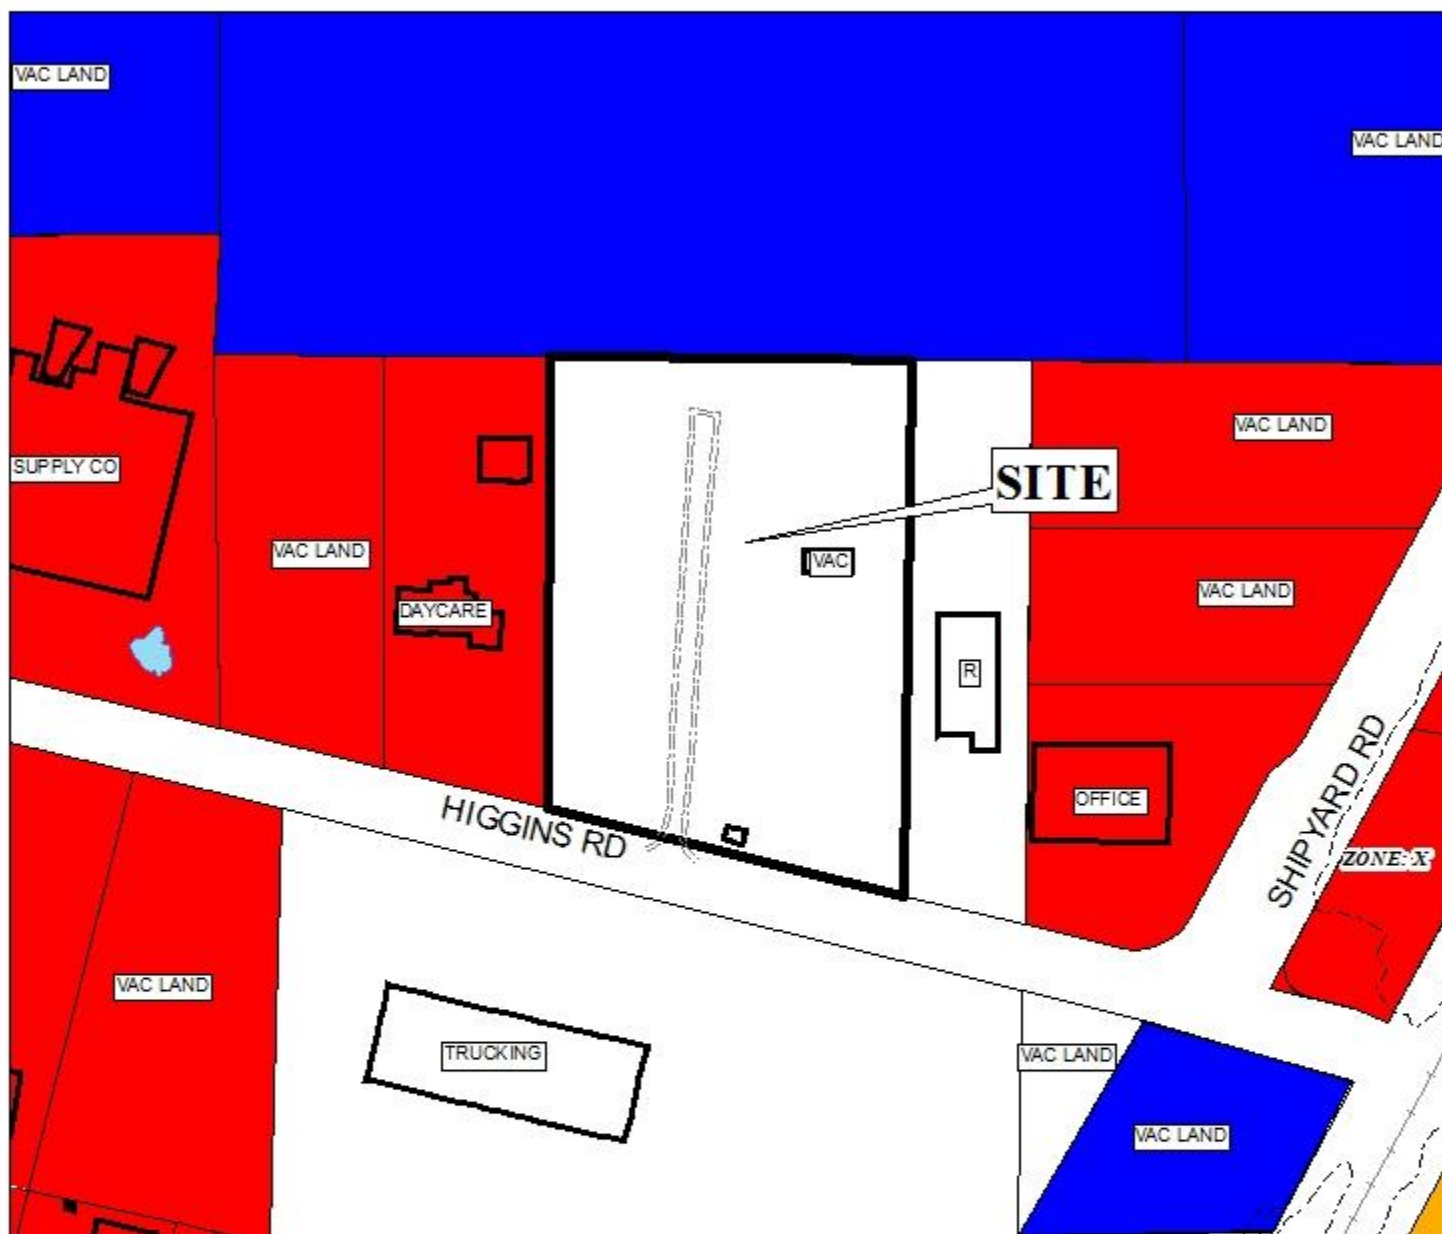 VAC LAND
VAC LAND
VAC LAND
SUPPLY CO
SITE
VAC LAND
VAC
VAC LAND
DAYCARE
R
OFFICE
SHIPYARD RD
HIGGINS RD
ZONE: X
VAC LAND
TRUCKING
VAC LAND
VAC LAND